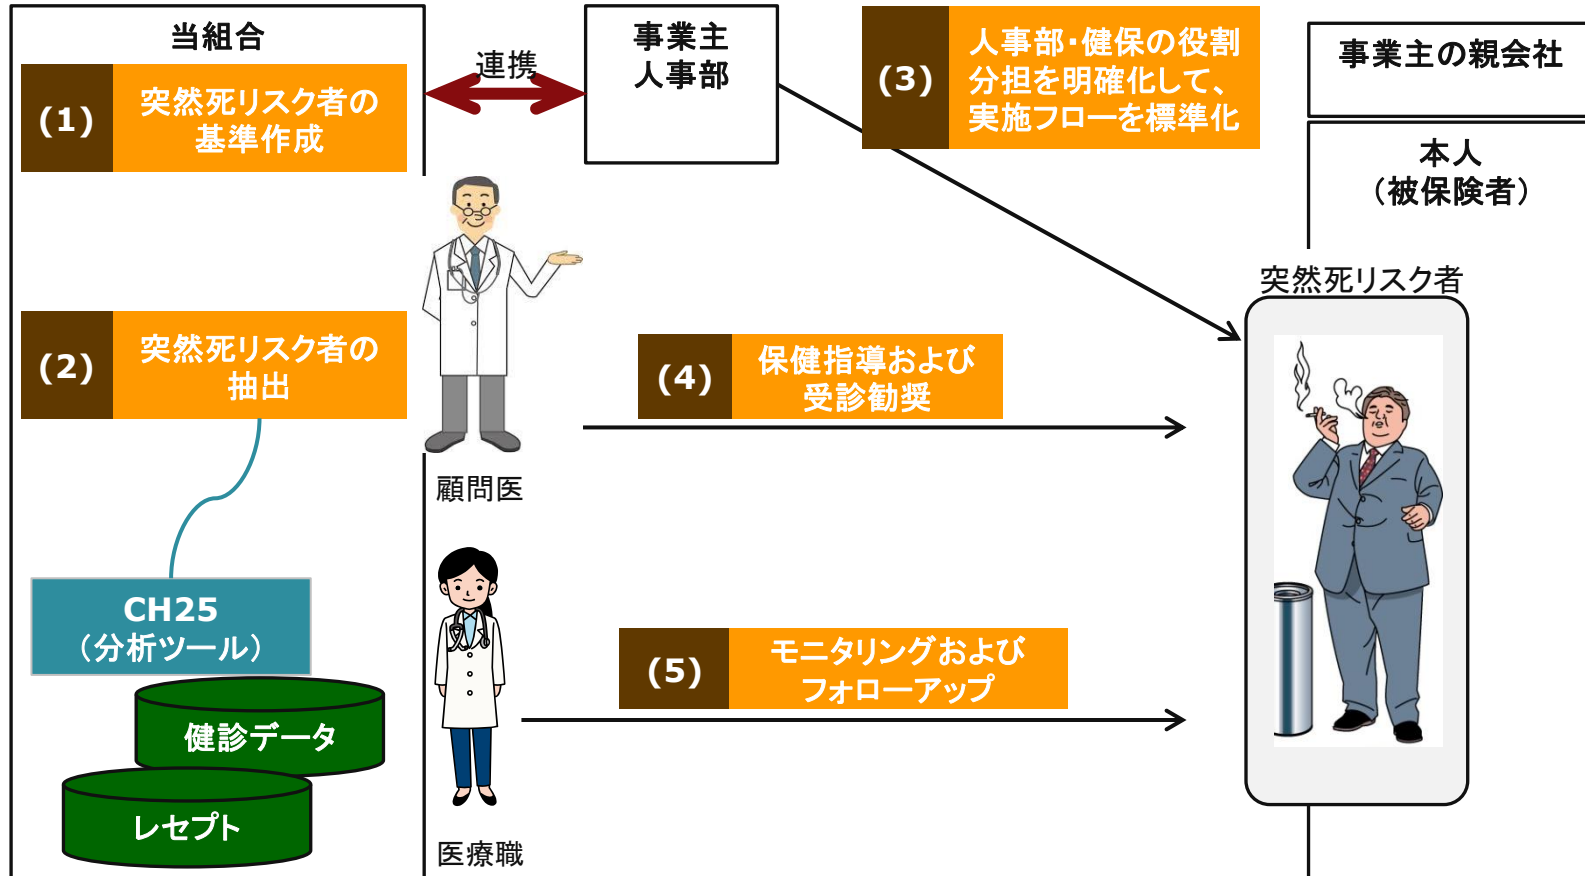 当組合
(1)
突然死リスク者の
基準作成
連携
事業主
人事部
(3)
人事部・健保の役割
分担を明確化して、
実施フローを標準化
事業主の親会社
本人
（被保険者）
突然死リスク者
(2)
突然死リスク者の
抽出
(4)
保健指導および
受診勧奨
顧問医
CH25
（分析ツール）
(5)
モニタリングおよび
フォローアップ
健診データ
レセプト
医療職